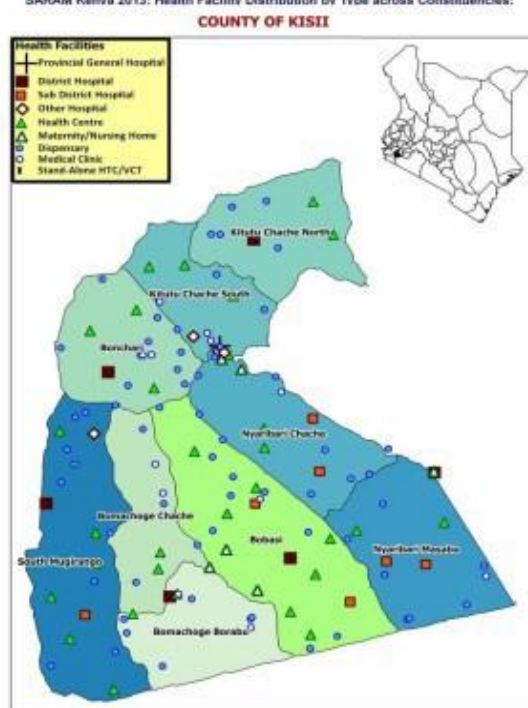 SARAM Kenya 2013: Health Facility Distribution by Type across Constituencies:
COUNTY OF KISII
Health Facilities
Provincial General Hospital
District Hospital
Sub District Hospital
Other Hospital
Health Centre
Maternity/Nursing Home
Dispensary
Medical Clinic
Stand-Alone HTC/VCT
Kitutu Chache North
Kitutu Chache South
Bonchari
Nyaribari Chache
Bomachoge Chache
Bobasi
Nyaribari Masaba
South Mugirango
Bomachoge Borabu